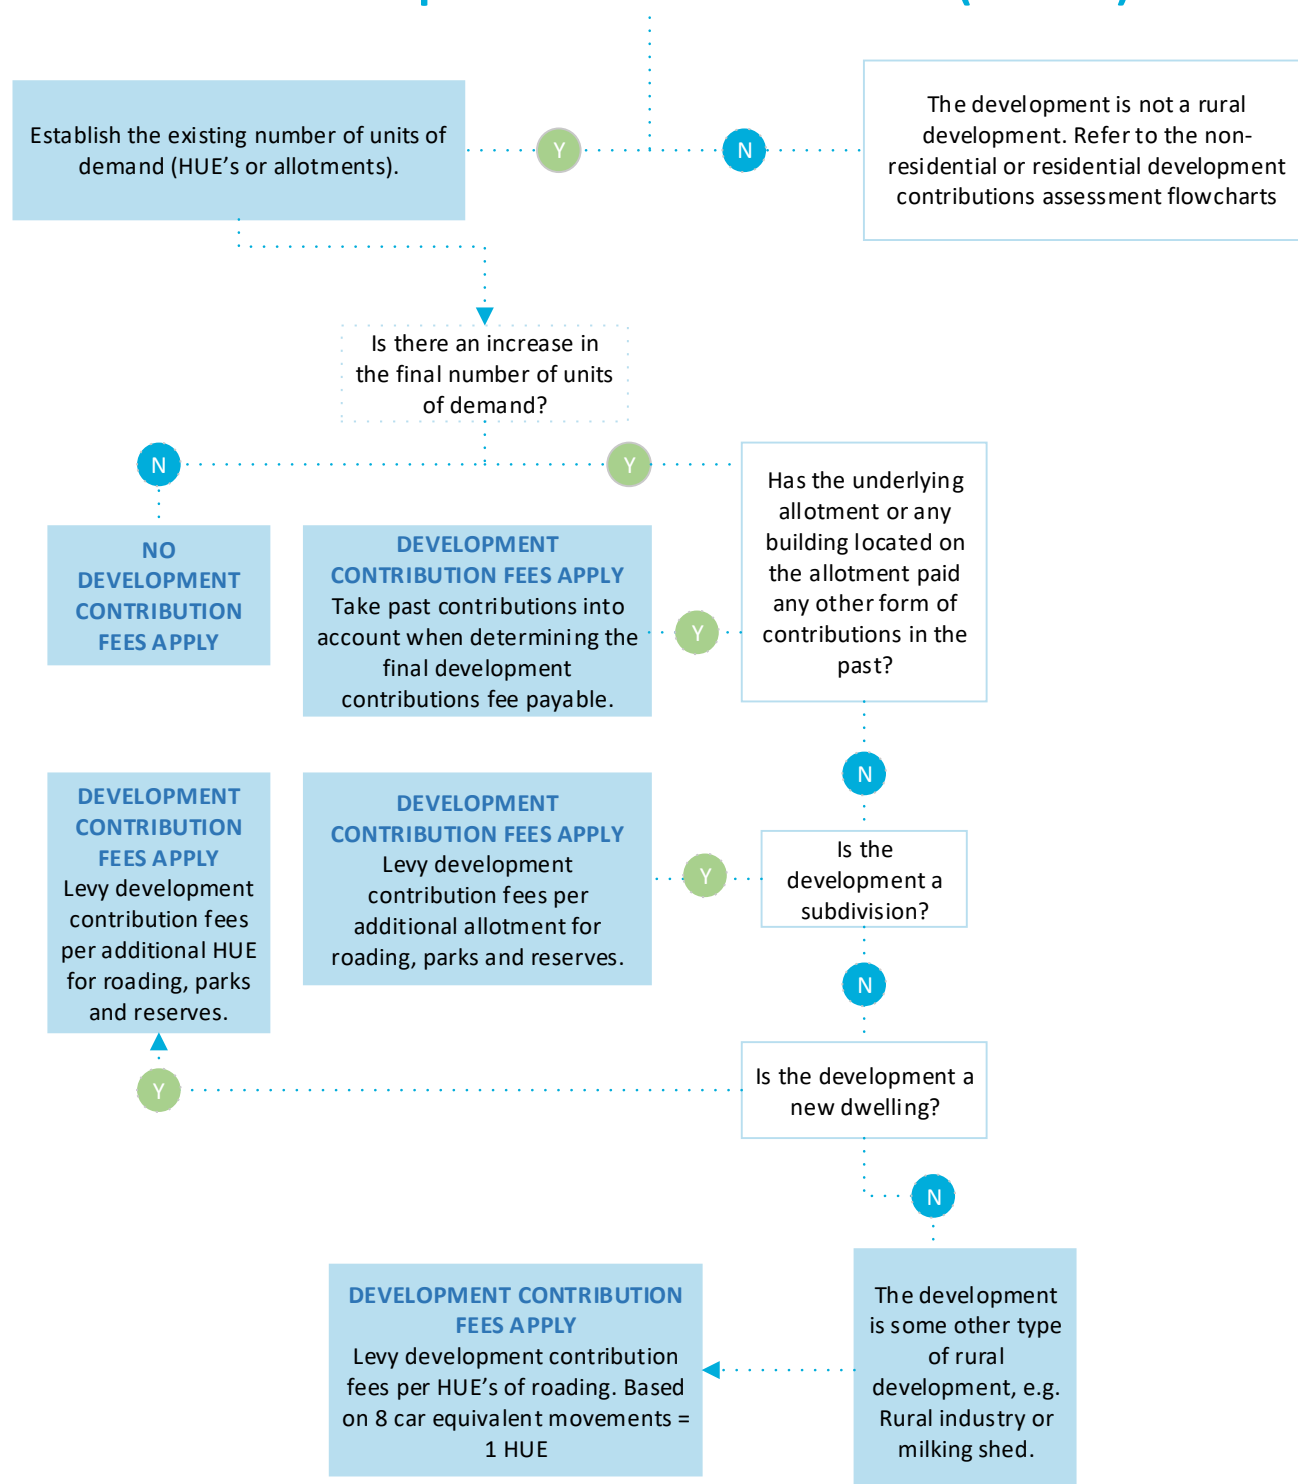 Establish the existing number of units of
demand (HUE's or allotments).
Y
N
The development is not a rural
development. Refer to the non-
residential or residential development
contributions assessment flowcharts
Is there an increase in
the final number of units
of demand?
N
Y
Has the underlying
allotment or any
building located on
the allotment paid
any other form of
contributions in the
past?
NO
DEVELOPMENT
CONTRIBUTION
FEES APPLY
DEVELOPMENT
CONTRIBUTION FEES APPLY
Take past contributions into
account when determining the
final development
contributions fee payable.
Y
N
DEVELOPMENT
CONTRIBUTION
FEES APPLY
Levy development
contribution fees
per additional HUE
for roading, parks
and reserves.
DEVELOPMENT
CONTRIBUTION FEES APPLY
Levy development
contribution fees per
additional allotment for
roading, parks and reserves.
Y
Is the
development a
subdivision?
N
Y
Is the development a
new dwelling?
N
DEVELOPMENT CONTRIBUTION
FEES APPLY
Levy development contribution
fees per HUE's of roading. Based
on 8 car equivalent movements =
1 HUE
The development
is some other type
of rural
development, e.g.
Rural industry or
milking shed.